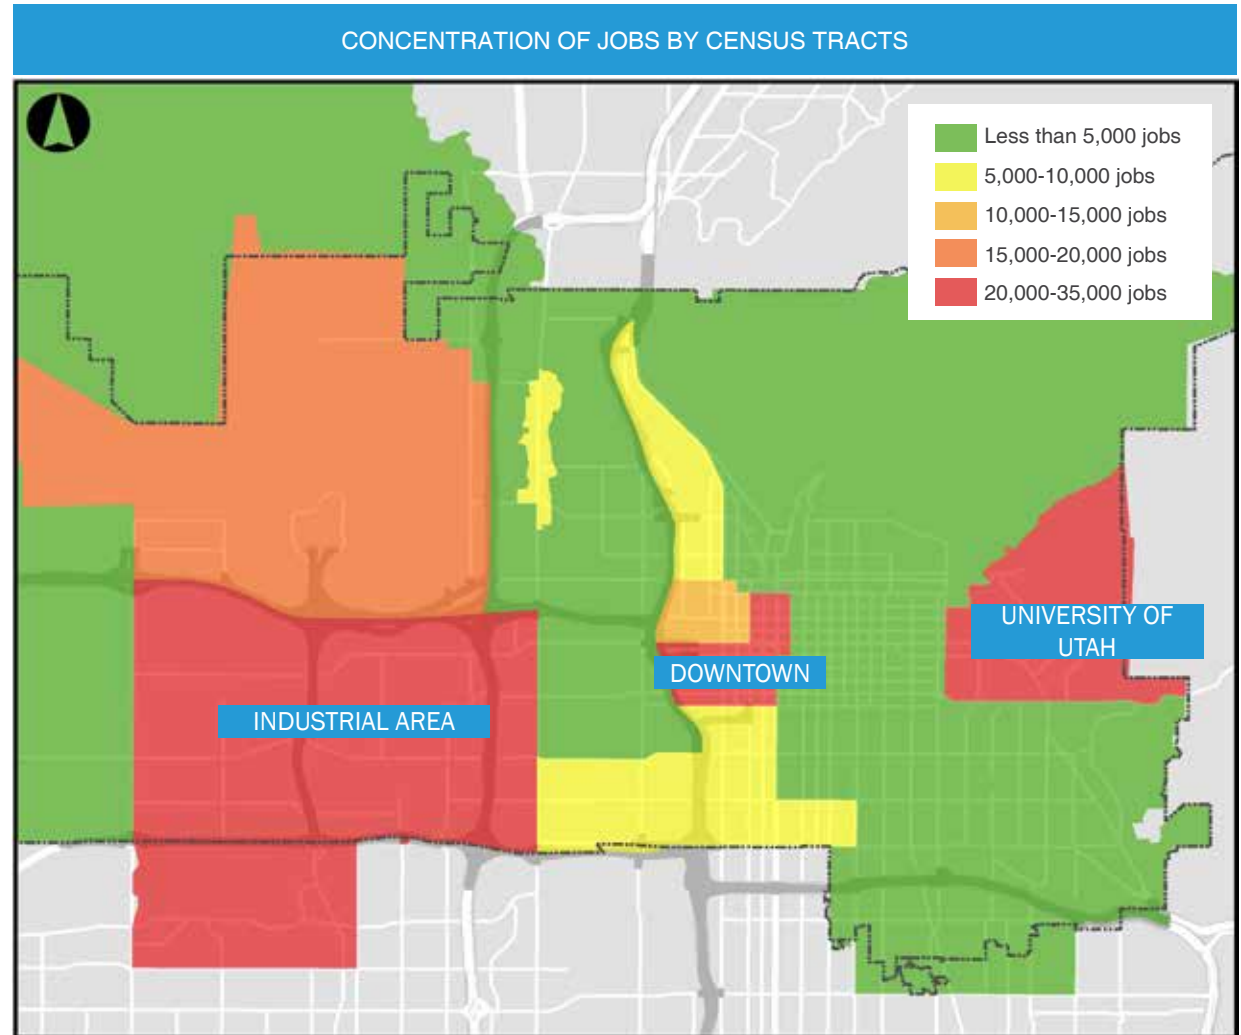 CONCENTRATION OF JOBS BY CENSUS TRACTS
Less than 5,000 jobs
5,000-10,000 jobs
10,000-15,000 jobs
15,000-20,000 jobs
20,000-35,000 jobs
UNIVERSITY OF
UTAH
DOWNTOWN
INDUSTRIAL AREA